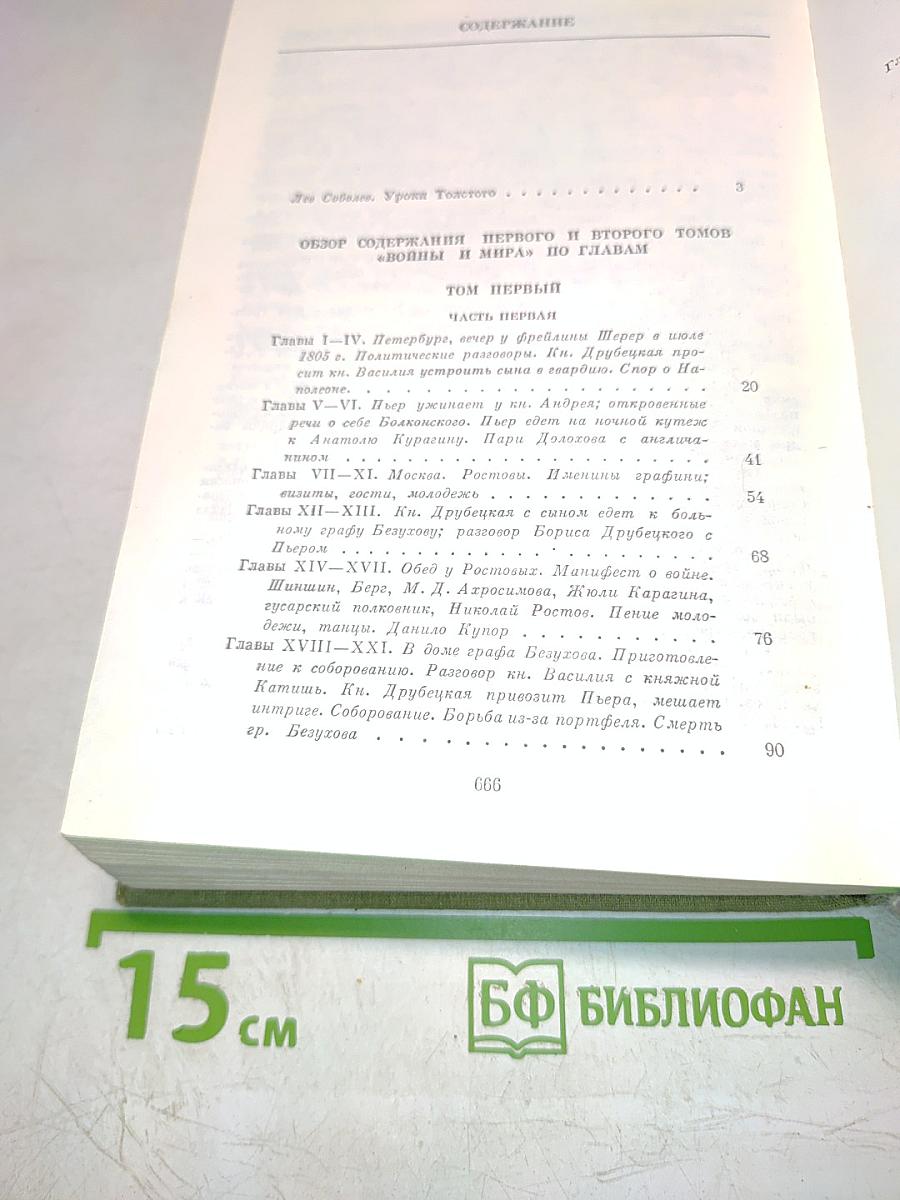 СОДЕРЖАНИЕ
Лев Соболев. Уроки Толстого . . . . . . . . . . . . . 3
ОБЗОР СОДЕРЖАНИЯ ПЕРВОГО И ВТОРОГО ТОМОВ
«ВОЙНЫ И МИРА» ПО ГЛАВАМ
ТОМ ПЕРВЫЙ
ЧАСТЬ ПЕРВАЯ
Главы I—IV. Петербург, вечер у фрейлины Шерер в июле
1805 г. Политические разговоры. Кн. Друбецкая про-
сит кн. Василия устроить сына в гвардию. Спор о На-
полеоне. . . . . . . . . . . . . . . . . . . . . . . . 20
Главы V—VI. Пьер ужинает у кн. Андрея; откровенные
речи о себе Болконского. Пьер едет на ночной кутеж
к Анатолю Курагину. Пари Долохова с англича-
нином . . . . . . . . . . . . . . . . . . . . . . . . 41
Главы VII—XI. Москва. Ростовы. Именины графини;
визиты, гости, молодежь . . . . . . . . . . . . . 54
Главы XII—XIII. Кн. Друбецкая с сыном едет к боль-
ному графу Безухову; разговор Бориса Друбецкого с
Пьером . . . . . . . . . . . . . . . . . . . . . . . . 68
Главы XIV—XVII. Обед у Ростовых. Манифест о войне.
Шиншин, Берг, М. Д. Ахросимова, Жюли Карагина,
гусарский полковник, Николай Ростов. Пение моло-
дежи, танцы. Данило Купор . . . . . . . . . . . 76
Главы XVIII—XXI. В доме графа Безухова. Приготовле-
ние к соборованию. Разговор кн. Василия с княжной
Катишь. Кн. Друбецкая привозит Пьера, мешает
интриге. Соборование. Борьба из-за портфеля. Смерть
гр. Безухова . . . . . . . . . . . . . . . . . . 90
666
15 см
БФ БИБЛИОФАН